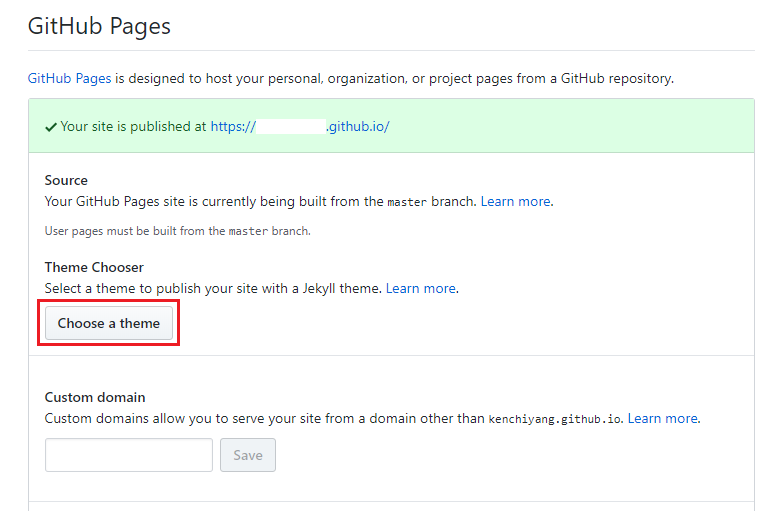 GitHub Pages
GitHub Pages is designed to host your personal, organization, or project pages from a GitHub repository.
Your site is published at https:// .github.io/
Source
Your GitHub Pages site is currently being built from the master branch. Learn more.
User pages must be built from the master branch.
Theme Chooser
Select a theme to publish your site with a Jekyll theme. Learn more.
Choose a theme
Custom domain
Custom domains allow you to serve your site from a domain other than kenchiyang.github.io. Learn more.
Save